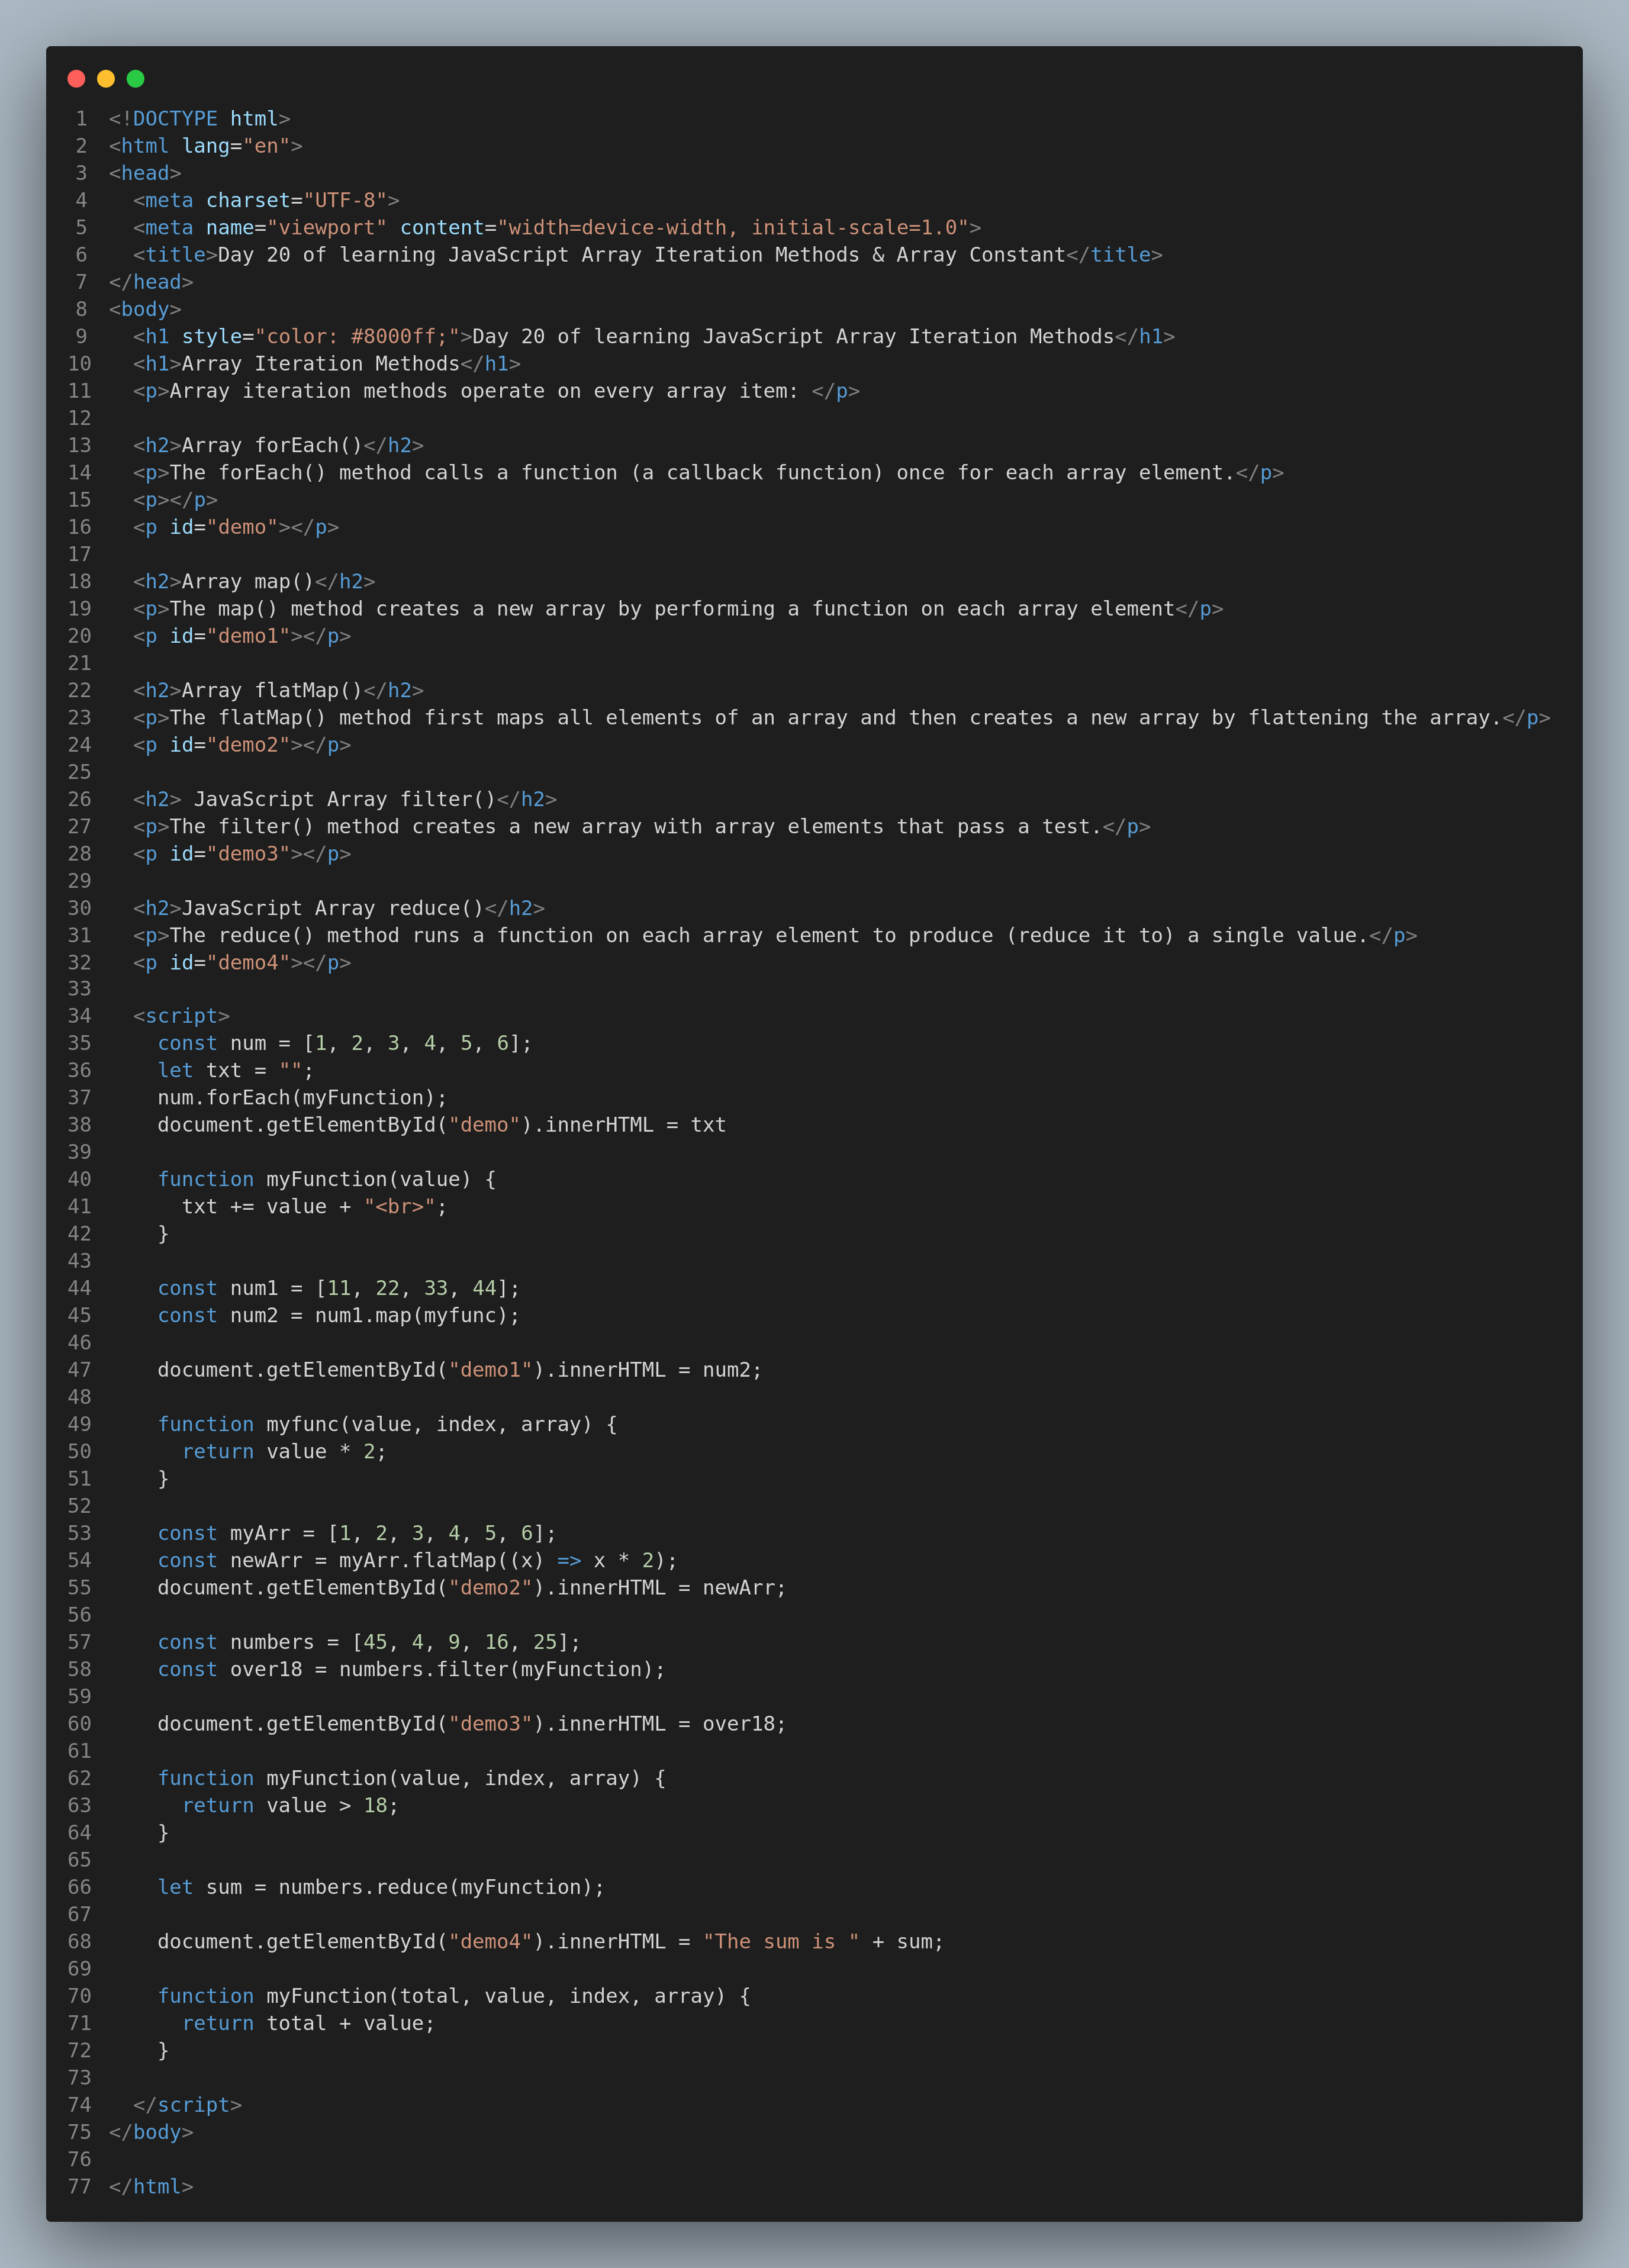 1 <!DOCTYPE html>
2 <html lang="en">
3 <head>
4   <meta charset="UTF-8">
5   <meta name="viewport" content="width=device-width, initial-scale=1.0">
6   <title>Day 20 of learning JavaScript Array Iteration Methods & Array Constant</title>
7 </head>
8 <body>
9   <h1 style="color: #8000ff;">Day 20 of learning JavaScript Array Iteration Methods</h1>
10   <h1>Array Iteration Methods</h1>
11   <p>Array iteration methods operate on every array item: </p>
12
13   <h2>Array forEach()</h2>
14   <p>The forEach() method calls a function (a callback function) once for each array element.</p>
15   <p></p>
16   <p id="demo"></p>
17
18   <h2>Array map()</h2>
19   <p>The map() method creates a new array by performing a function on each array element</p>
20   <p id="demo1"></p>
21
22   <h2>Array flatMap()</h2>
23   <p>The flatMap() method first maps all elements of an array and then creates a new array by flattening the array.</p>
24   <p id="demo2"></p>
25
26   <h2> JavaScript Array filter()</h2>
27   <p>The filter() method creates a new array with array elements that pass a test.</p>
28   <p id="demo3"></p>
29
30   <h2>JavaScript Array reduce()</h2>
31   <p>The reduce() method runs a function on each array element to produce (reduce it to) a single value.</p>
32   <p id="demo4"></p>
33
34   <script>
35     const num = [1, 2, 3, 4, 5, 6];
36     let txt = "";
37     num.forEach(myFunction);
38     document.getElementById("demo").innerHTML = txt
39
40     function myFunction(value) {
41       txt += value + "<br>";
42     }
43
44     const num1 = [11, 22, 33, 44];
45     const num2 = num1.map(myfunc);
46
47     document.getElementById("demo1").innerHTML = num2;
48
49     function myfunc(value, index, array) {
50       return value * 2;
51     }
52
53     const myArr = [1, 2, 3, 4, 5, 6];
54     const newArr = myArr.flatMap((x) => x * 2);
55     document.getElementById("demo2").innerHTML = newArr;
56
57     const numbers = [45, 4, 9, 16, 25];
58     const over18 = numbers.filter(myFunction);
59
60     document.getElementById("demo3").innerHTML = over18;
61
62     function myFunction(value, index, array) {
63       return value > 18;
64     }
65
66     let sum = numbers.reduce(myFunction);
67
68     document.getElementById("demo4").innerHTML = "The sum is " + sum;
69
70     function myFunction(total, value, index, array) {
71       return total + value;
72     }
73
74   </script>
75 </body>
76
77 </html>